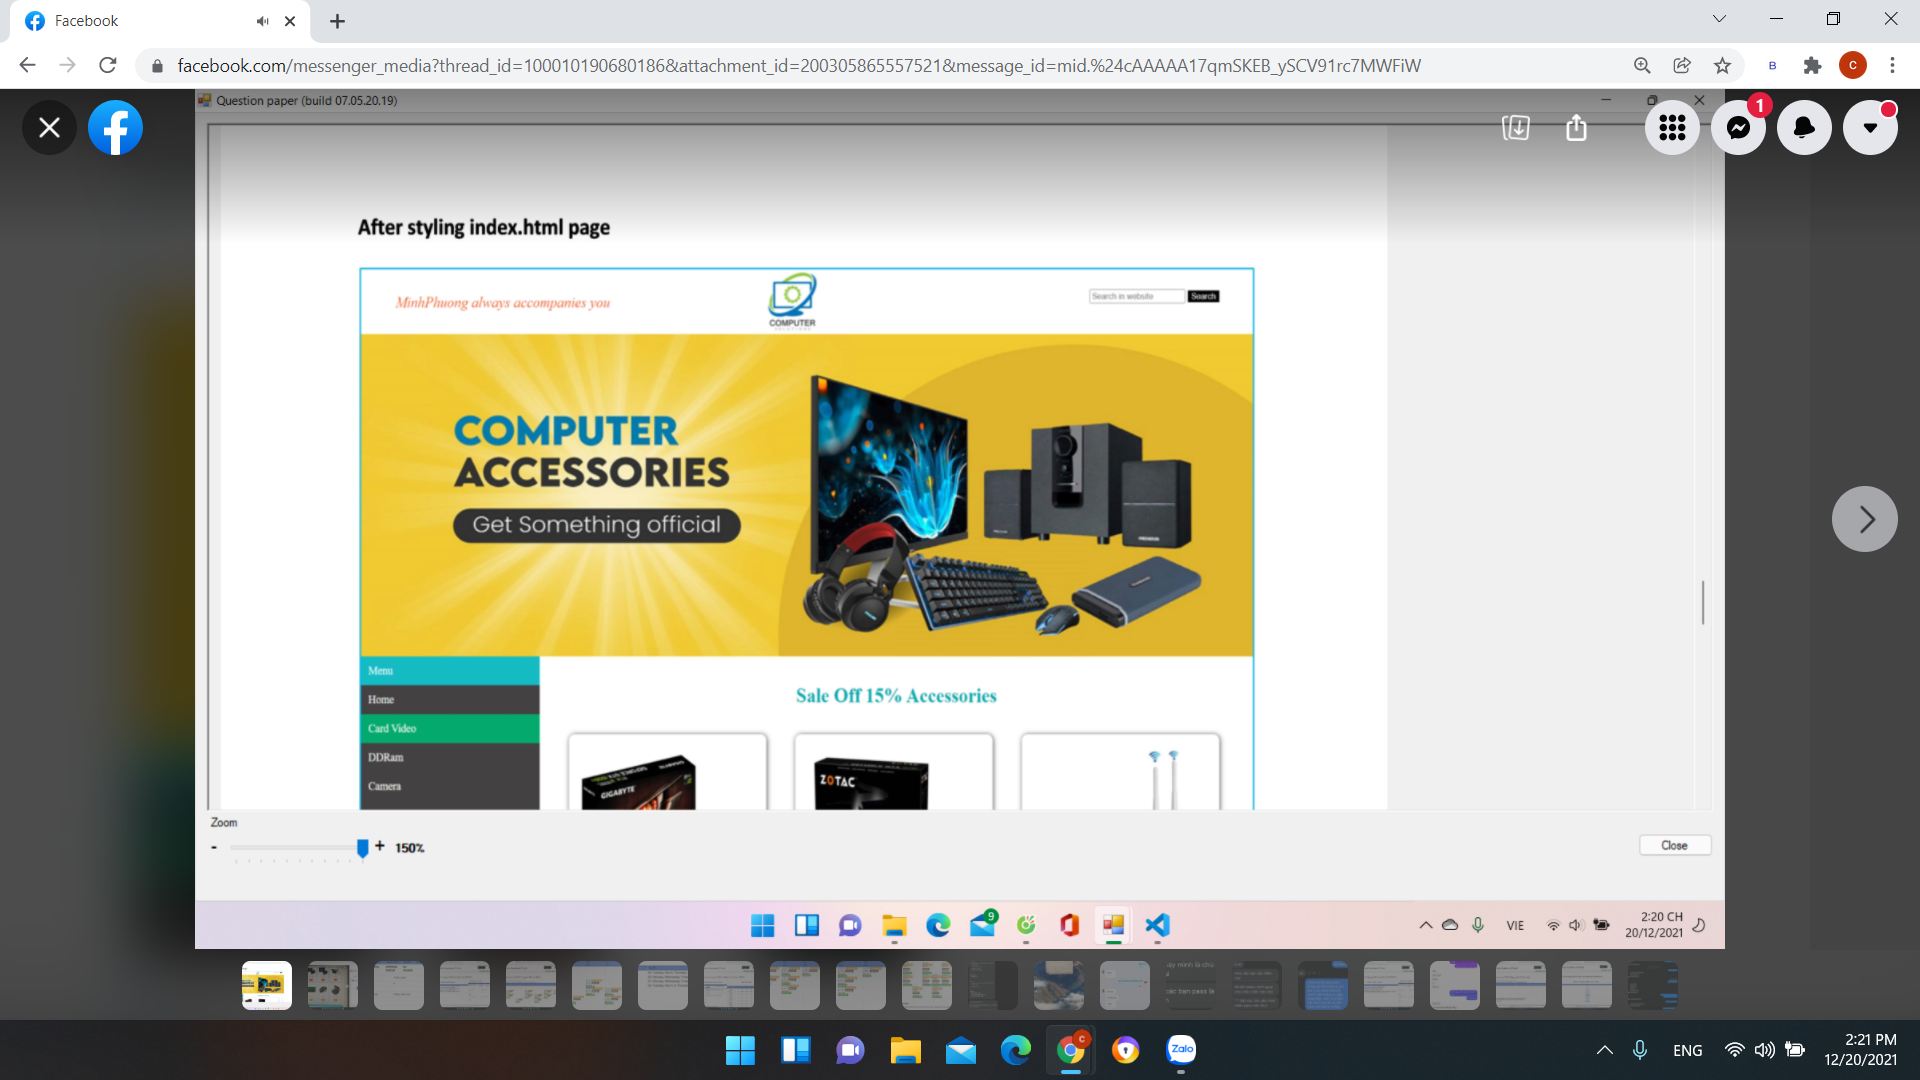 Facebook
facebook.com/messenger_media?thread_id=100010190680186&attachment_id=200305865557521&message_id=mid.%24cAAAAA17qmSKEB_ySCV91rc7MWFiW
B
C
Question paper (build 07.05.20.19)
1
After styling index.html page
MinhPhuong always accompanies you
COMPUTER
Search in website
Search
COMPUTER
ACCESSORIES
Get Something official
Menu
Home
Card Video
DDRam
Camera
Sale Off 15% Accessories
GIGABYTE
ZOTAC
Zoom
- + 150%
Close
9
VIE
2:20 CH
20/12/2021
C
Zalo
ENG
2:21 PM
12/20/2021